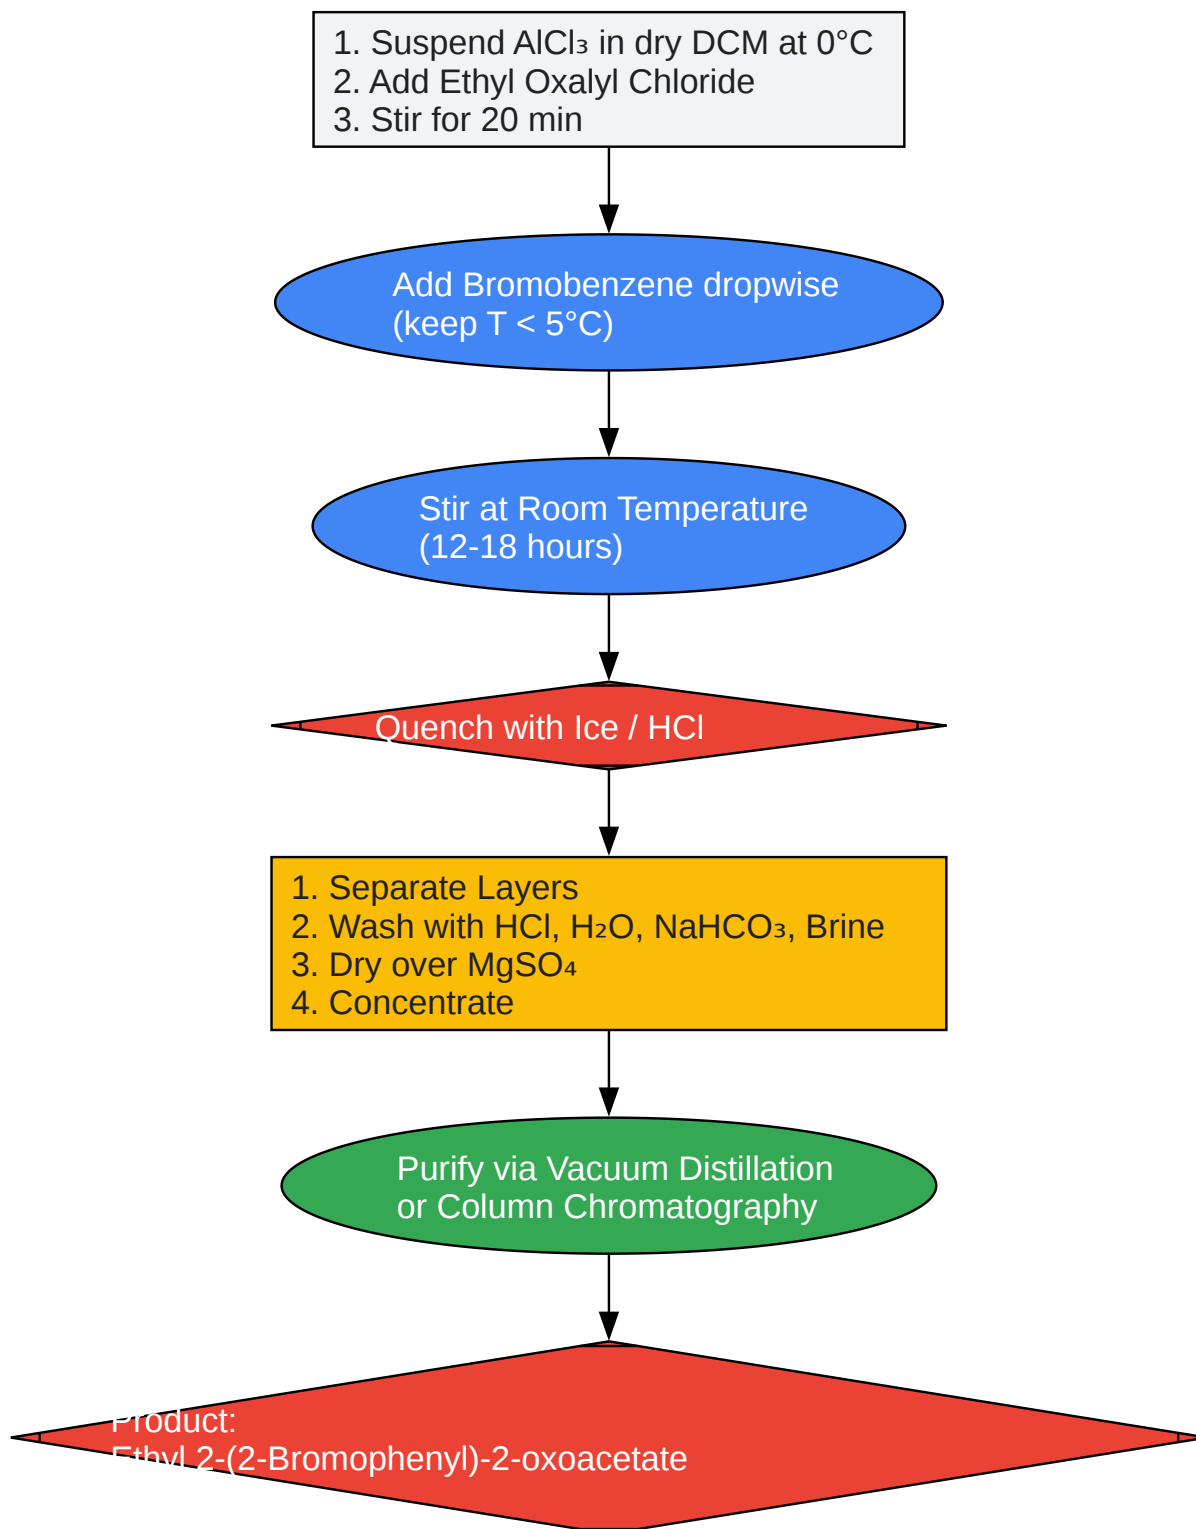 1. Suspend AlCl₃ in dry DCM at 0°C
2. Add Ethyl Oxalyl Chloride
3. Stir for 20 min
Add Bromobenzene dropwise
(keep T < 5°C)
Stir at Room Temperature
(12-18 hours)
Quench with Ice / HCl
1. Separate Layers
2. Wash with HCl, H₂O, NaHCO₃, Brine
3. Dry over MgSO₄
4. Concentrate
Purify via Vacuum Distillation
or Column Chromatography
Product:
Ethyl 2-(2-Bromophenyl)-2-oxoacetate